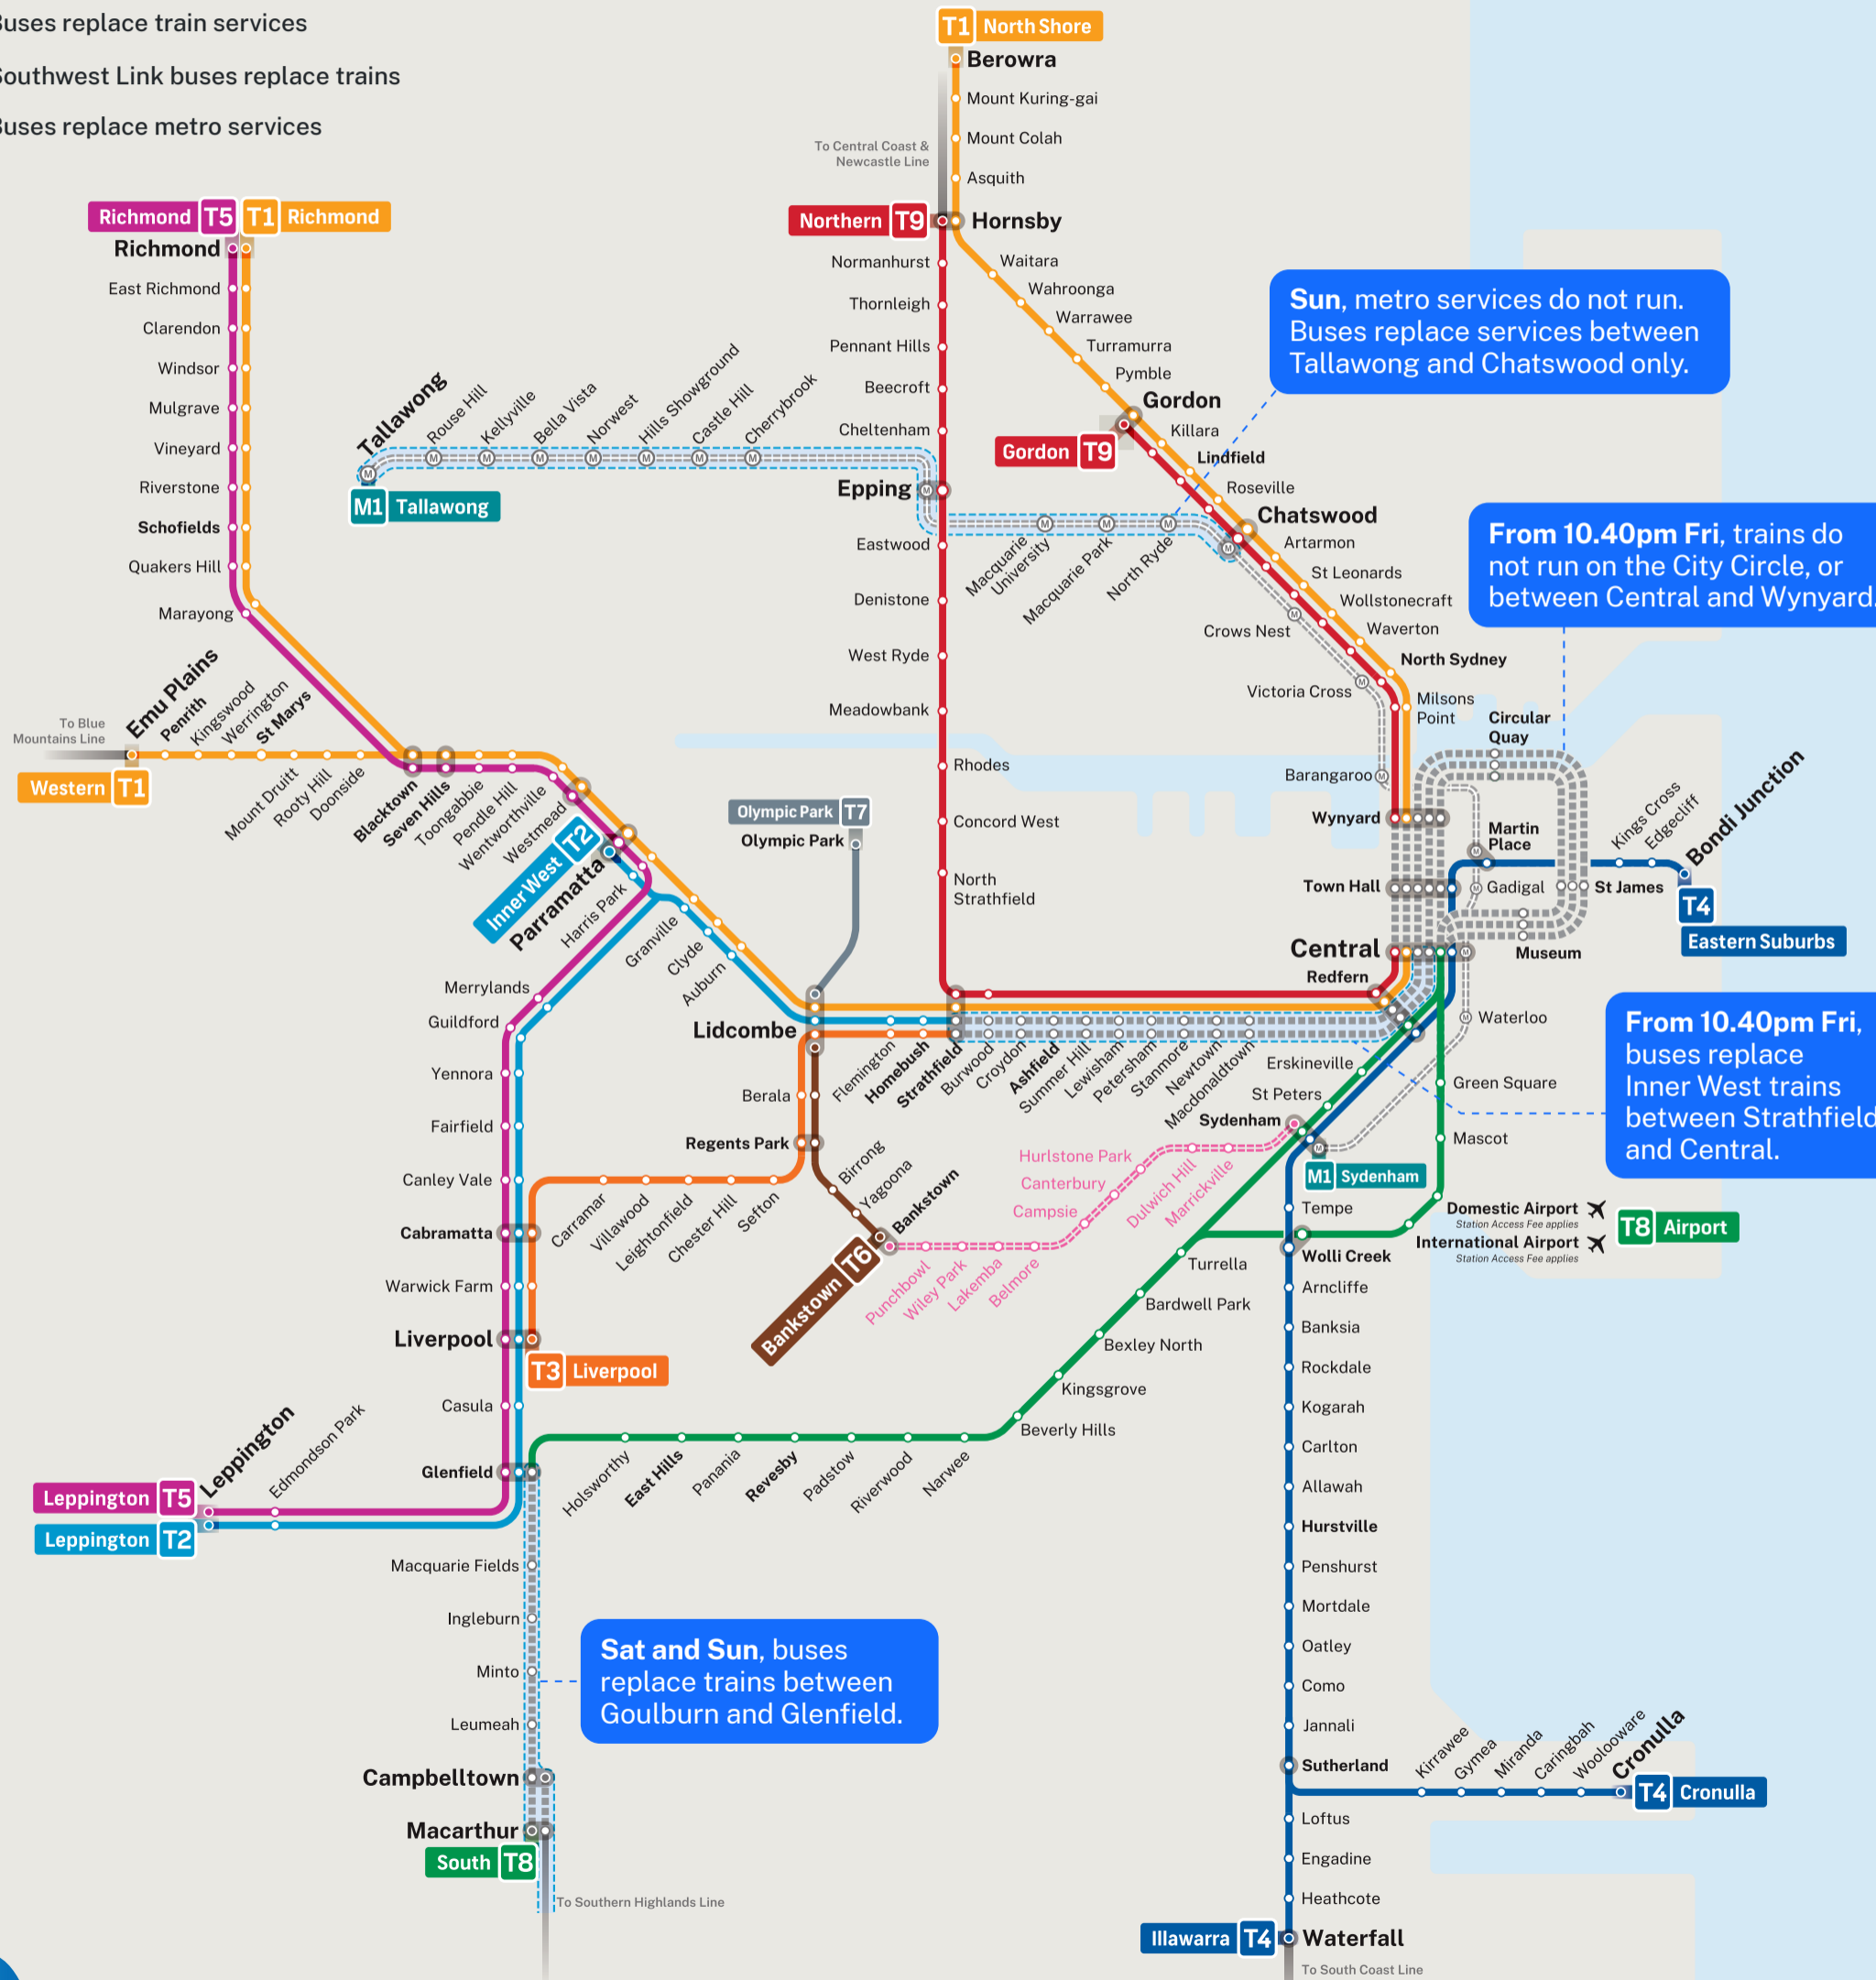 Buses replace train services
Southwest Link buses replace trains
Buses replace metro services
T1 North Shore
Berowra
Mount Kuring-gai
Mount Colah
Asquith
To Central Coast &
Newcastle Line
Northern T9
Hornsby
Richmond T5
T1 Richmond
Richmond
East Richmond
Clarendon
Windsor
Mulgrave
Vineyard
Riverstone
Schofields
Quakers Hill
Marayong
Normanhurst
Thornleigh
Pennant Hills
Beecroft
Cheltenham
Epping
Eastwood
Denistone
West Ryde
Meadowbank
Rhodes
Concord West
North
Strathfield
Waitara
Wahroonga
Warrawee
Turramurra
Pymble
Gordon
Gordon T9
Killara
Lindfield
Roseville
Chatswood
Artarmon
St Leonards
Wollstonecraft
Waverton
North Sydney
Milsons
Point
Sun, metro services do not run.
Buses replace services between
Tallawong and Chatswood only.
Tallawong
M1 Tallawong
Rouse Hill
Kellyville
Bella Vista
Norwest
Hills Showground
Castle Hill
Cherrybrook
Macquarie
University
Macquarie Park
North Ryde
Crows Nest
Victoria Cross
Barangaroo
From 10.40pm Fri, trains do
not run on the City Circle, or
between Central and Wynyard.
To Blue
Mountains Line
Emu Plains
Western T1
Penrith
Kingswood
Werrington
St Marys
Mount Druitt
Rooty Hill
Doonside
Blacktown
Seven Hills
Toongabbie
Pendle Hill
Wentworthville
Westmead
Inner West T2
Parramatta
Harris Park
Granville
Clyde
Auburn
Olympic Park T7
Olympic Park
Lidcombe
Circular
Quay
Wynyard
Martin
Place
Town Hall
Gadigal
St James
Museum
Central
Redfern
Kings Cross
Edgecliff
Bondi Junction
T4
Eastern Suburbs
Waterloo
From 10.40pm Fri,
buses replace
Inner West trains
between Strathfield
and Central.
Merrylands
Guildford
Yennora
Fairfield
Canley Vale
Cabramatta
Warwick Farm
Liverpool
T3 Liverpool
Casula
Glenfield
Flemington
Homebush
Strathfield
Burwood
Croydon
Ashfield
Summer Hill
Lewisham
Petersham
Stanmore
Newtown
Macdonaldtown
Erskineville
St Peters
Sydenham
M1 Sydenham
Green Square
Mascot
Berala
Regents Park
Birrong
Yagoona
Bankstown
Bankstown T6
Carramar
Villawood
Leightonfield
Chester Hill
Sefton
Punchbowl
Wiley Park
Lakemba
Belmore
Campsie
Canterbury
Hurlstone Park
Dulwich Hill
Marrickville
Domestic Airport
Station Access Fee applies
International Airport
Station Access Fee applies
T8 Airport
Tempe
Wolli Creek
Turrella
Bardwell Park
Bexley North
Kingsgrove
Beverly Hills
Narwee
Riverwood
Padstow
Revesby
Panania
East Hills
Holsworthy
Arncliffe
Banksia
Rockdale
Kogarah
Carlton
Allawah
Hurstville
Penshurst
Mortdale
Oatley
Como
Jannali
Sutherland
Loftus
Engadine
Heathcote
Illawarra T4
Waterfall
To South Coast Line
Kirrawee
Gymea
Miranda
Caringbah
Woolooware
Cronulla
T4 Cronulla
Leppington
Edmondson Park
Leppington T5
Leppington T2
Macquarie Fields
Ingleburn
Minto
Leumeah
Campbelltown
Macarthur
South T8
To Southern Highlands Line
Sat and Sun, buses
replace trains between
Goulburn and Glenfield.